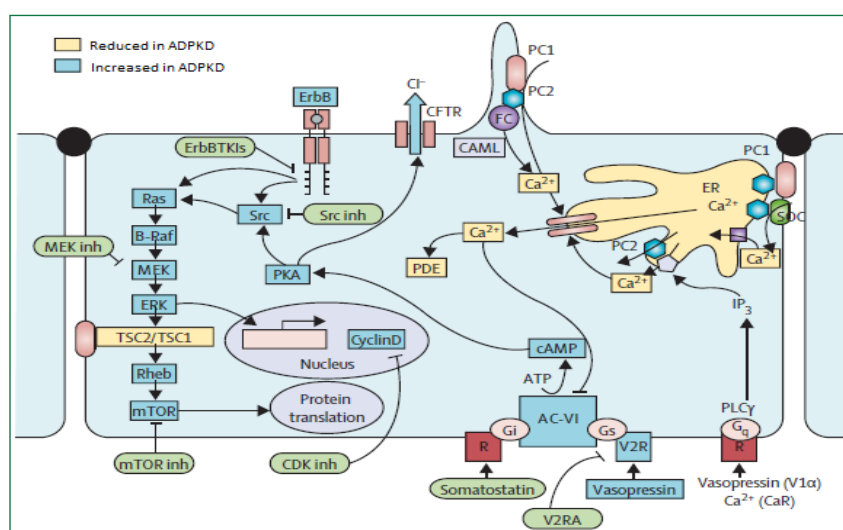 Reduced in ADPKD
Increased in ADPKD
ErbB
Cl⁻
CFTR
PC1
PC2
FC
CAML
Ca²⁺
ErbBTKIs
Ras
Src
Src inh
B-Raf
MEK inh
MEK
PKA
ERK
TSC2/TSC1
Rheb
mTOR
mTOR inh
Nucleus
CyclinD
Protein
translation
CDK inh
PDE
Ca²⁺
PC1
ER
Ca²⁺
SOC
PC2
Ca²⁺
Ca²⁺
IP₃
cAMP
ATP
AC-VI
Gi
R
Gs
V2R
PLCγ
Gq
R
Somatostatin
Vasopressin
V2RA
Vasopressin (V1α)
Ca²⁺ (CaR)